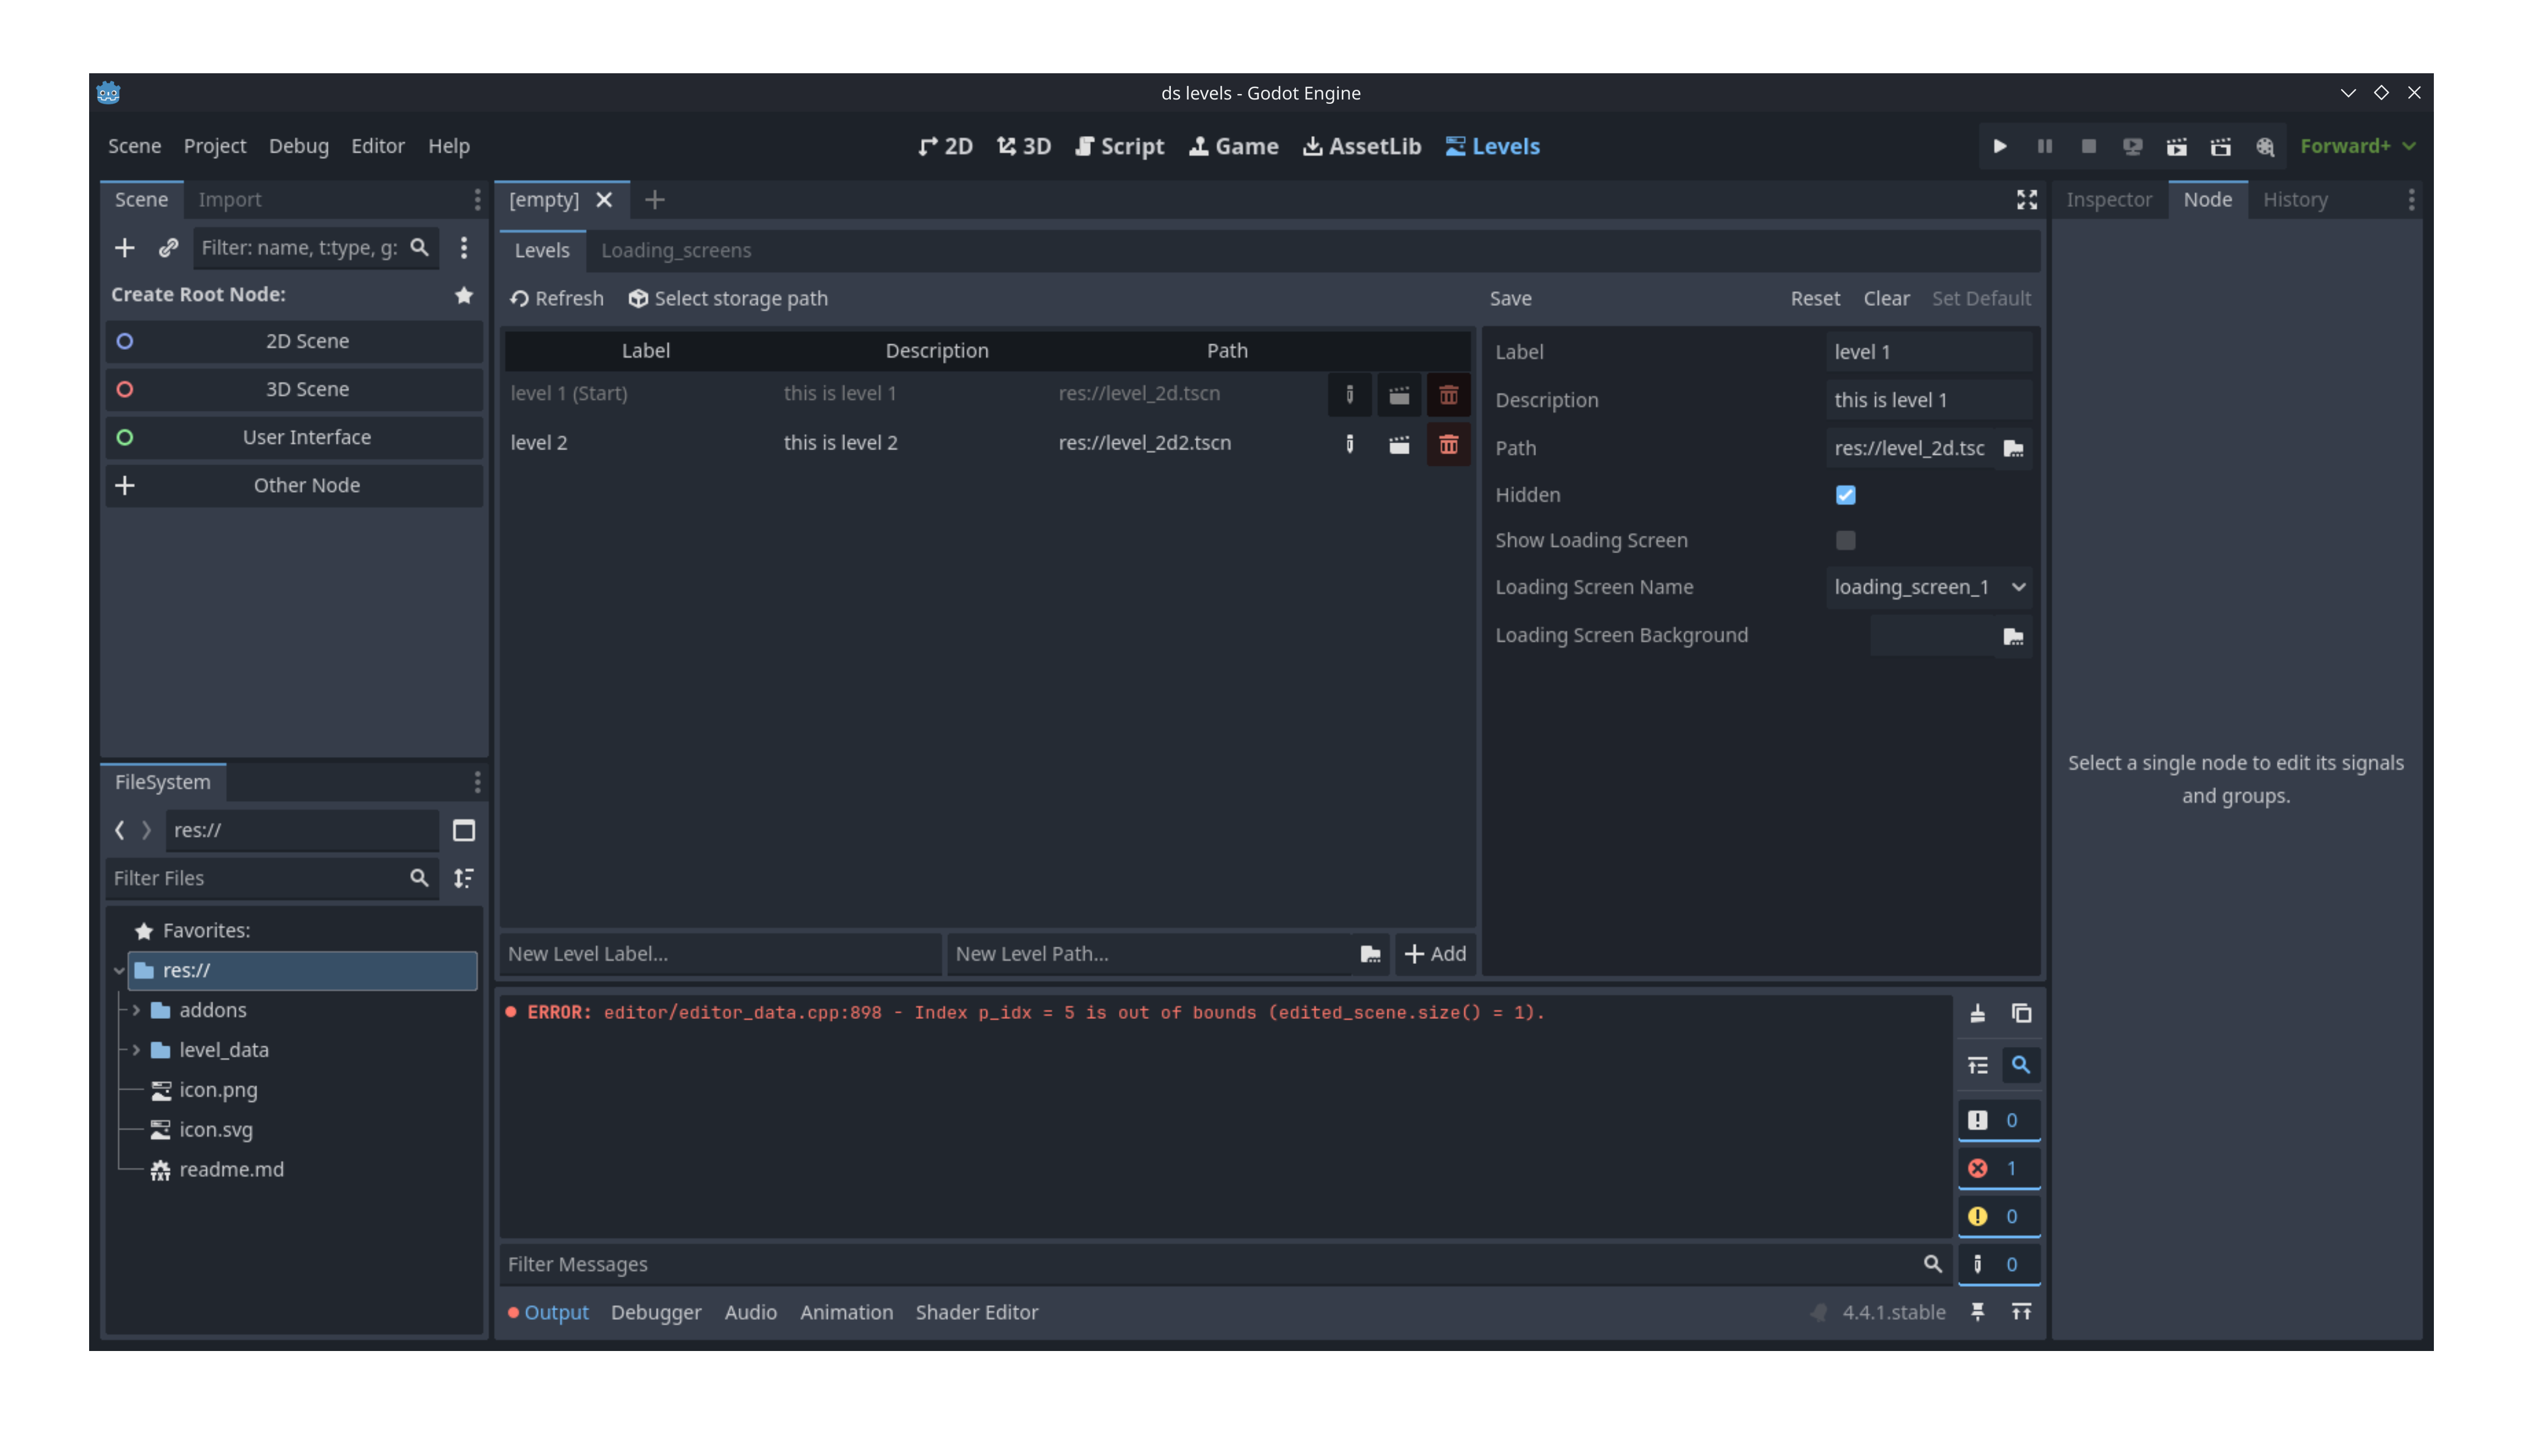 ds levels - Godot Engine
Scene Project Debug Editor Help
2D 3D Script Game AssetLib Levels
Forward+
Scene Import
Filter: name, t:type, g:
Create Root Node:
2D Scene
3D Scene
User Interface
Other Node
FileSystem
res://
Filter Files
Favorites:
res://
addons
level_data
icon.png
icon.svg
readme.md
[empty]
Levels Loading_screens
Refresh Select storage path
Label Description Path
level 1 (Start) this is level 1 res://level_2d.tscn
level 2 this is level 2 res://level_2d2.tscn
New Level Label... New Level Path... Add
Save Reset Clear Set Default
Label level 1
Description this is level 1
Path res://level_2d.tsc
Hidden
Show Loading Screen
Loading Screen Name loading_screen_1
Loading Screen Background
ERROR: editor/editor_data.cpp:898 - Index p_idx = 5 is out of bounds (edited_scene.size() = 1).
0
1
0
0
Filter Messages
Output Debugger Audio Animation Shader Editor
4.4.1.stable
Inspector Node History
Select a single node to edit its signals
and groups.